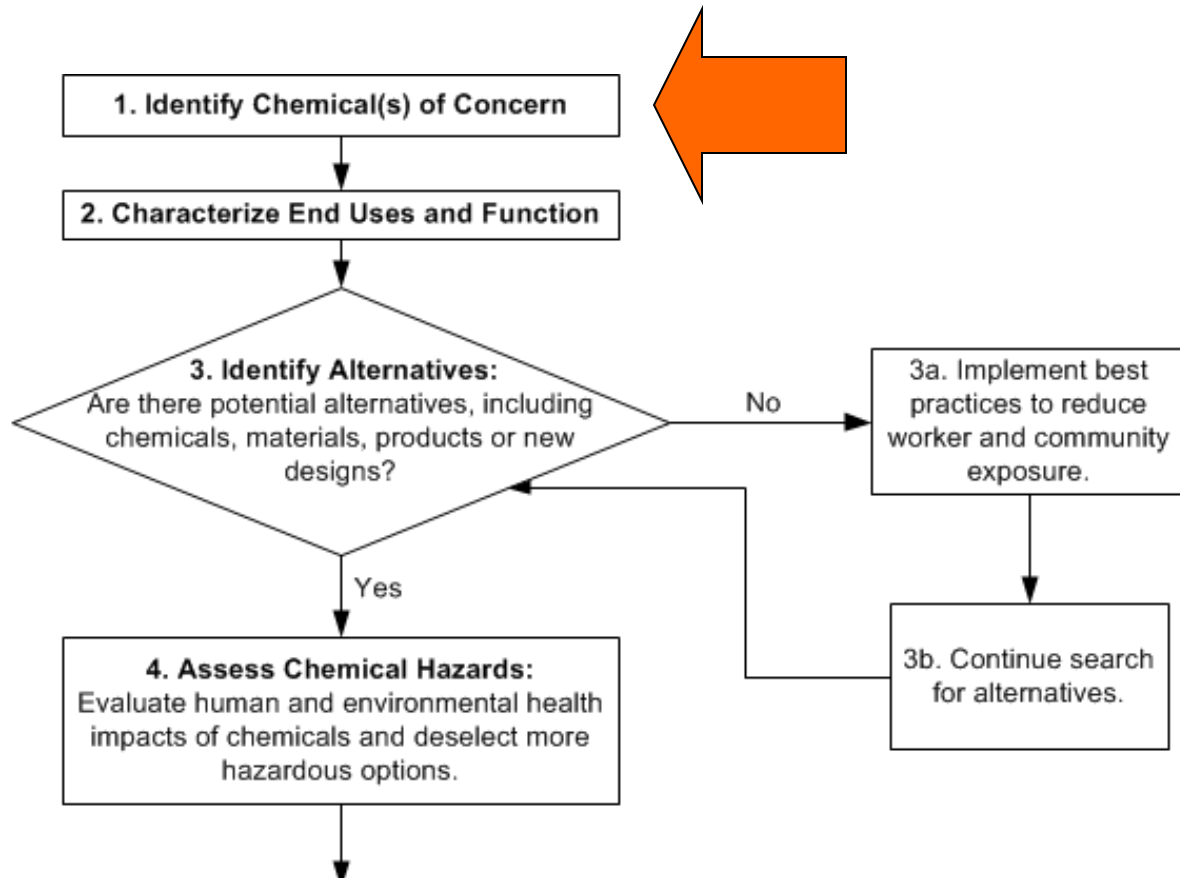 1. Identify Chemical(s) of Concern
2. Characterize End Uses and Function
3. Identify Alternatives:
Are there potential alternatives, including
chemicals, materials, products or new
designs?
No
3a. Implement best
practices to reduce
worker and community
exposure.
3b. Continue search
for alternatives.
Yes
4. Assess Chemical Hazards:
Evaluate human and environmental health
impacts of chemicals and deselect more
hazardous options.